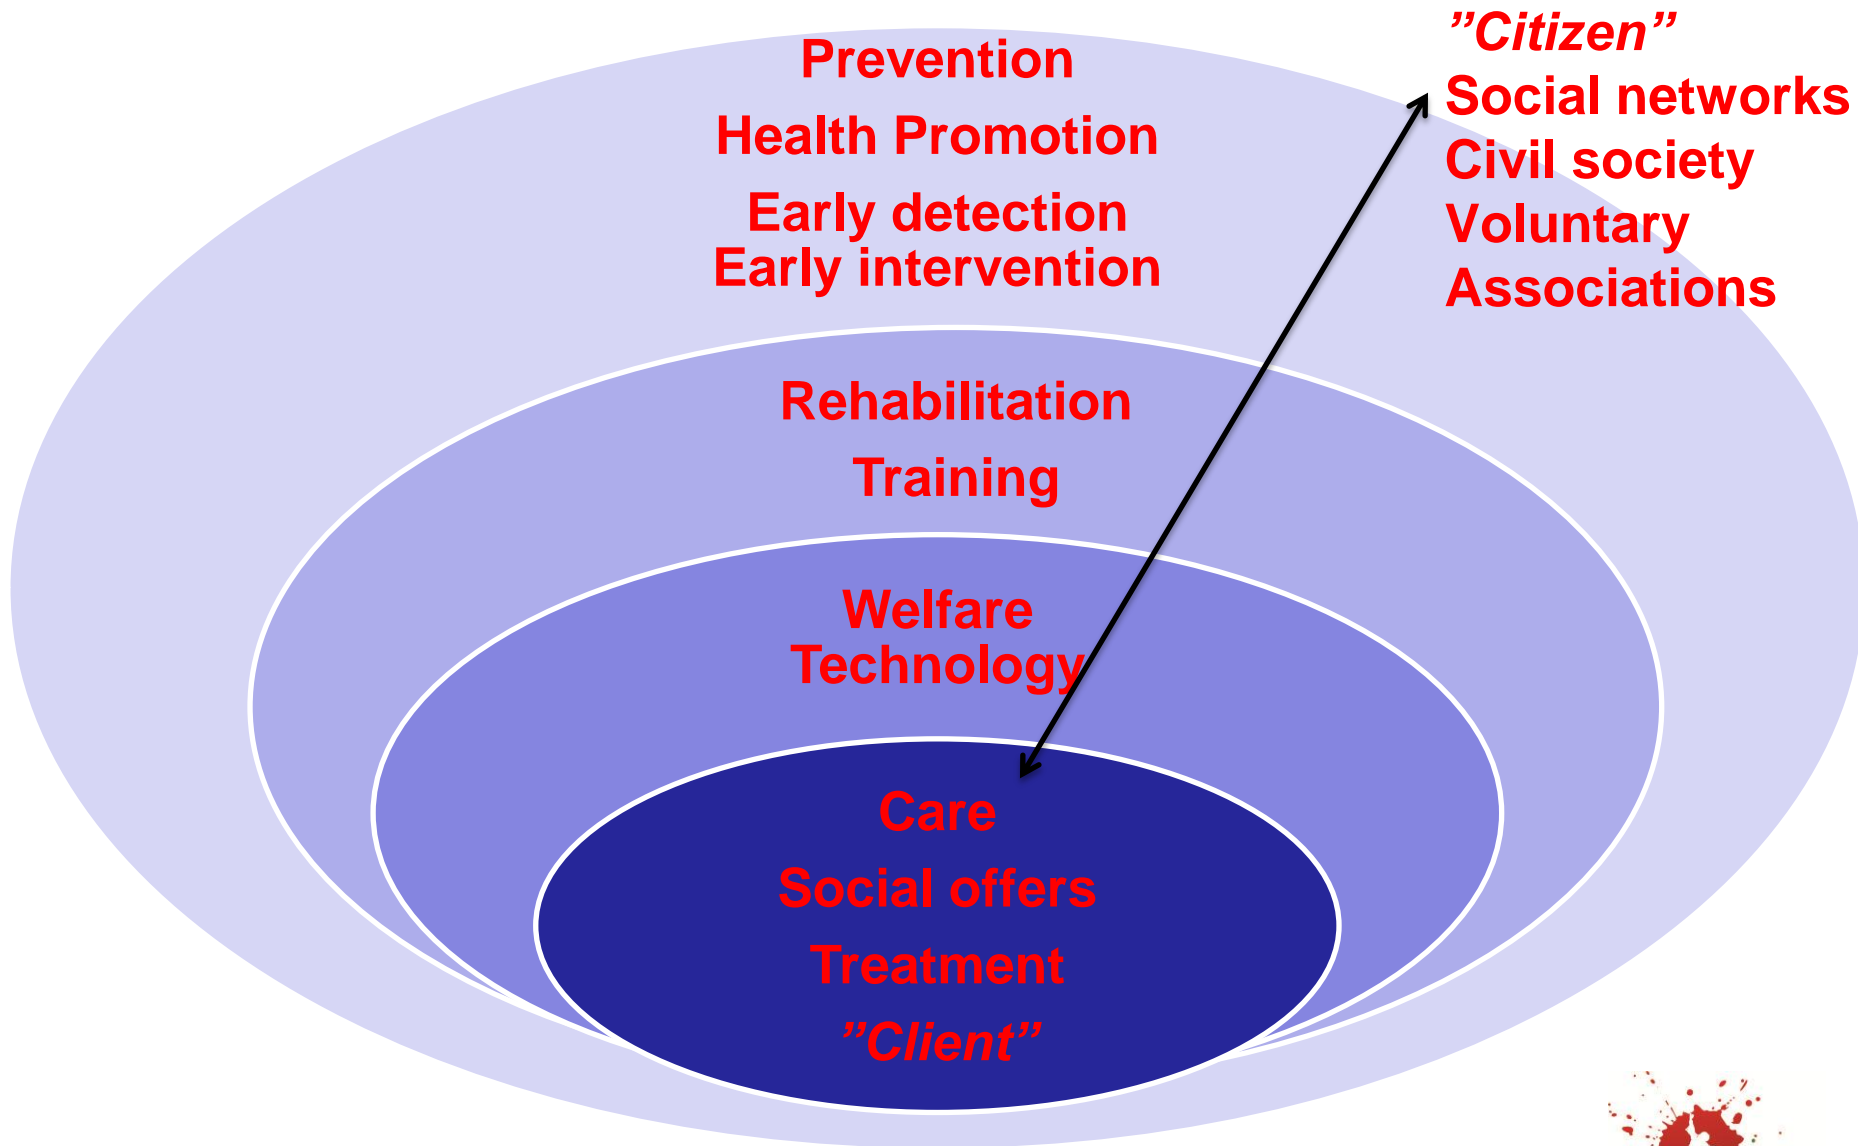 Prevention
Health Promotion
Early detection
Early intervention
”Citizen”
Social networks
Civil society
Voluntary
Associations
Rehabilitation
Training
Welfare
Technology
Care
Social offers
Treatment
”Client”